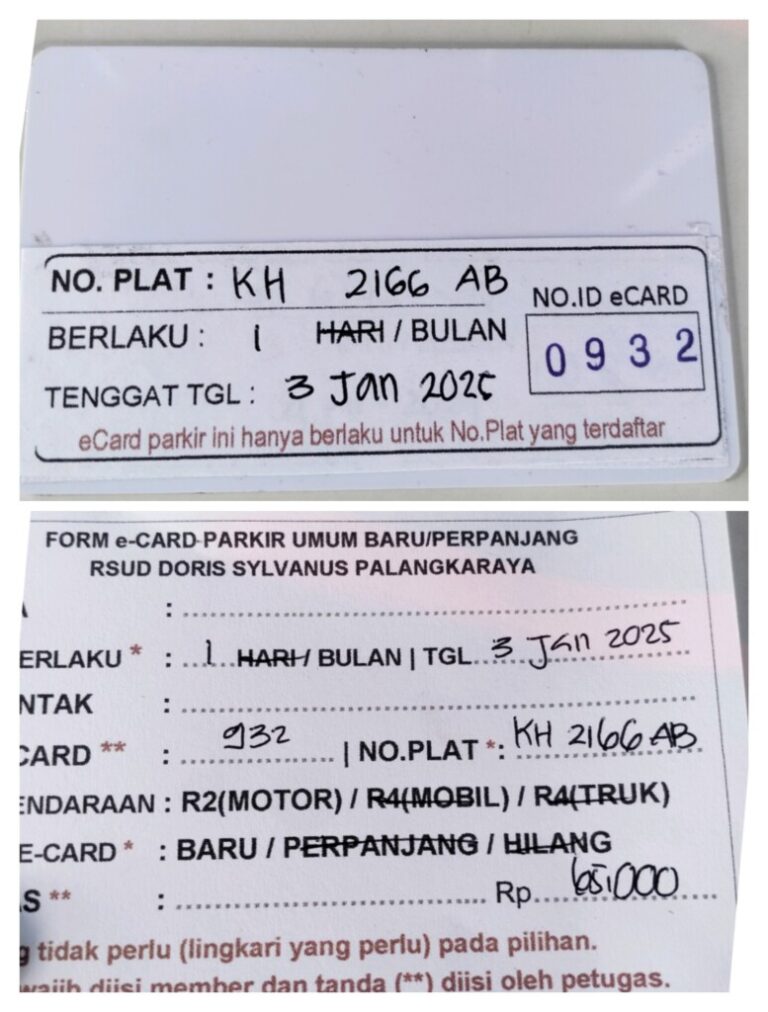 NO. PLAT : KH 2166 AB
BERLAKU : 1 HARI / BULAN
NO.ID eCARD
0932
TENGGAT TGL : 3 Jan 2025
eCard parkir ini hanya berlaku untuk No.Plat yang terdaftar
FORM e-CARD PARKIR UMUM BARU/PERPANJANG
RSUD DORIS SYLVANUS PALANGKARAYA
A :
ERLAKU * : 1 HARI / BULAN | TGL 3 Jan 2025
NTAK :
CARD ** : 932 | NO.PLAT *: KH 2166 AB
ENDARAAN : R2(MOTOR) / R4(MOBIL) / R4(TRUK)
E-CARD * : BARU / PERPANJANG / HILANG
S ** : Rp. 65.000
g tidak perlu (lingkari yang perlu) pada pilihan.
wajib diisi member dan tanda (**) diisi oleh petugas.